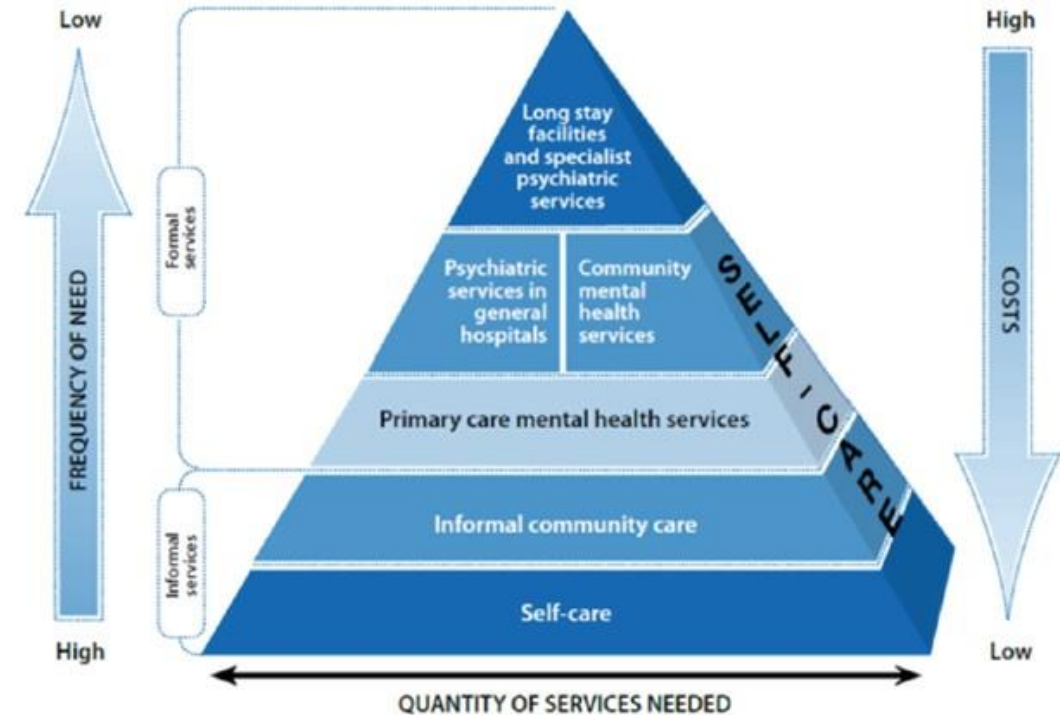 Low
High
Long stay
facilities
and specialist
psychiatric
services
Formal
services
FREQUENCY OF NEED
Psychiatric
services in
general
hospitals
Community
mental
health
services
SELF-CARE
COSTS
Primary care mental health services
Informal community care
Informal
services
Self-care
High
Low
QUANTITY OF SERVICES NEEDED